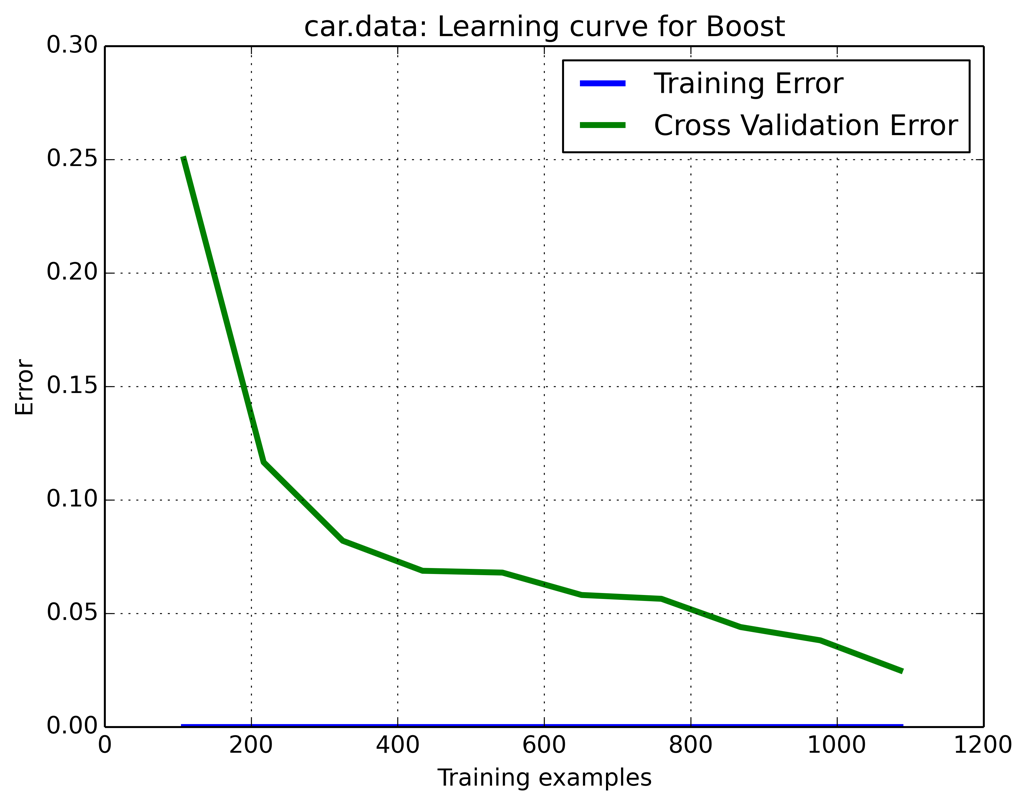 car.data: Learning curve for Boost
0.30
Training Error
Cross Validation Error
0.25
0.20
0.15
Error
0.10
0.05
0.00
0 200 400 600 800 1000 1200
Training examples